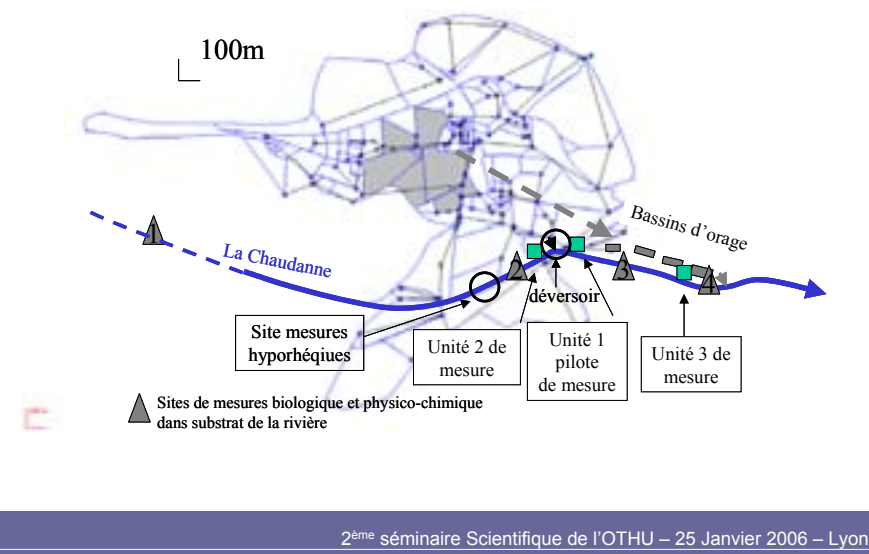 100m
1
La Chaudanne
Bassins d'orage
2
3
4
déversoir
Site mesures
hyporhéqiues
Unité 2 de
mesure
Unité 1
pilote
de mesure
Unité 3 de
mesure
Sites de mesures biologique et physico-chimique
dans substrat de la rivière
2ème séminaire Scientifique de l'OTHU – 25 Janvier 2006 – Lyon